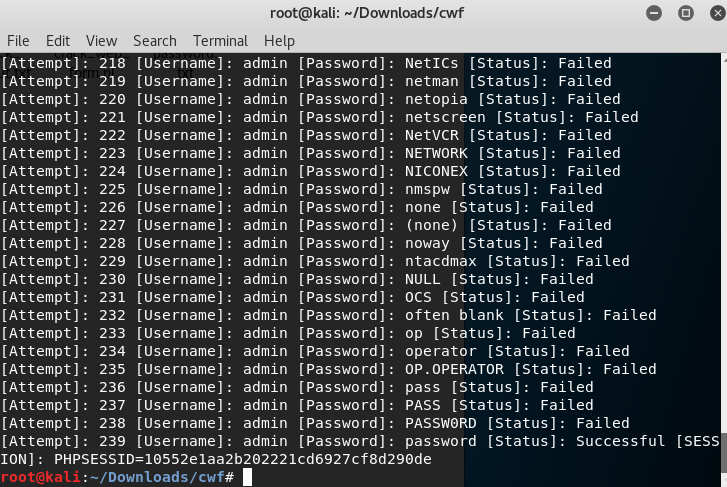 root@kali: ~/Downloads/cwf
File Edit View Search Terminal Help
[Attempt]: 218 [Username]: admin [Password]: NetICs [Status]: Failed
[Attempt]: 219 [Username]: admin [Password]: netman [Status]: Failed
[Attempt]: 220 [Username]: admin [Password]: netopia [Status]: Failed
[Attempt]: 221 [Username]: admin [Password]: netscreen [Status]: Failed
[Attempt]: 222 [Username]: admin [Password]: NetVCR [Status]: Failed
[Attempt]: 223 [Username]: admin [Password]: NETWORK [Status]: Failed
[Attempt]: 224 [Username]: admin [Password]: NICONEX [Status]: Failed
[Attempt]: 225 [Username]: admin [Password]: nmspw [Status]: Failed
[Attempt]: 226 [Username]: admin [Password]: none [Status]: Failed
[Attempt]: 227 [Username]: admin [Password]: (none) [Status]: Failed
[Attempt]: 228 [Username]: admin [Password]: noway [Status]: Failed
[Attempt]: 229 [Username]: admin [Password]: ntacdmax [Status]: Failed
[Attempt]: 230 [Username]: admin [Password]: NULL [Status]: Failed
[Attempt]: 231 [Username]: admin [Password]: OCS [Status]: Failed
[Attempt]: 232 [Username]: admin [Password]: often blank [Status]: Failed
[Attempt]: 233 [Username]: admin [Password]: op [Status]: Failed
[Attempt]: 234 [Username]: admin [Password]: operator [Status]: Failed
[Attempt]: 235 [Username]: admin [Password]: OP.OPERATOR [Status]: Failed
[Attempt]: 236 [Username]: admin [Password]: pass [Status]: Failed
[Attempt]: 237 [Username]: admin [Password]: PASS [Status]: Failed
[Attempt]: 238 [Username]: admin [Password]: PASSW0RD [Status]: Failed
[Attempt]: 239 [Username]: admin [Password]: password [Status]: Successful [SESS
ION]: PHPSESSID=10552e1aa2b202221cd6927cf8d290de
root@kali:~/Downloads/cwf#